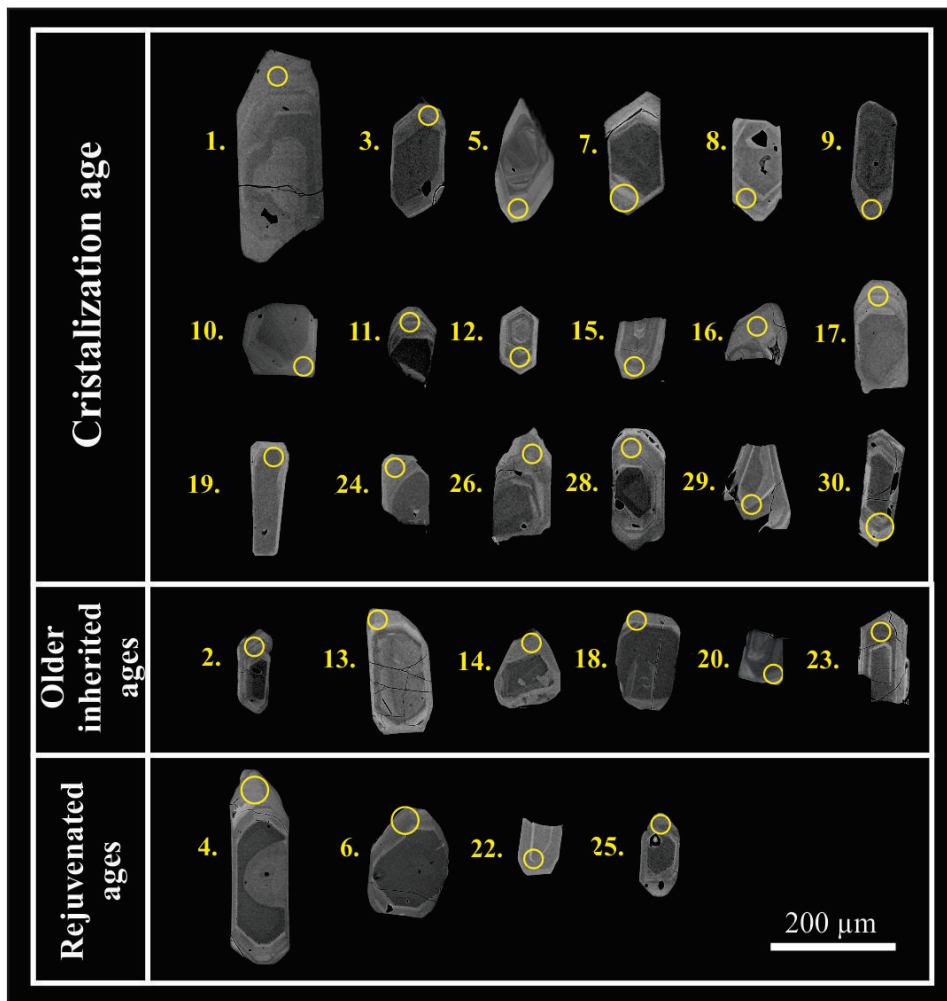 Cristalization age
1. 3. 5. 7. 8. 9.
10. 11. 12. 15. 16. 17.
19. 24. 26. 28. 29. 30.
Older
inherited
ages
2. 13. 14. 18. 20. 23.
Rejuvenated
ages
4. 6. 22. 25.
200 µm